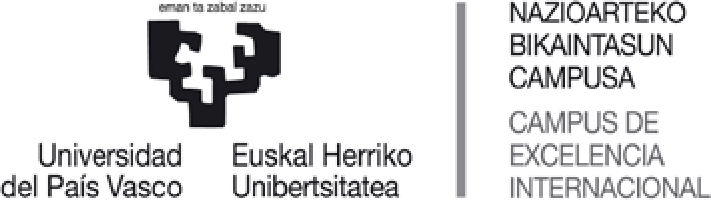 eman ta zabal zazu
Universidad
del País Vasco
Euskal Herriko
Unibertsitatea
NAZIOARTEKO
BIKAINTASUN
CAMPUSA
CAMPUS DE
EXCELENCIA
INTERNACIONAL